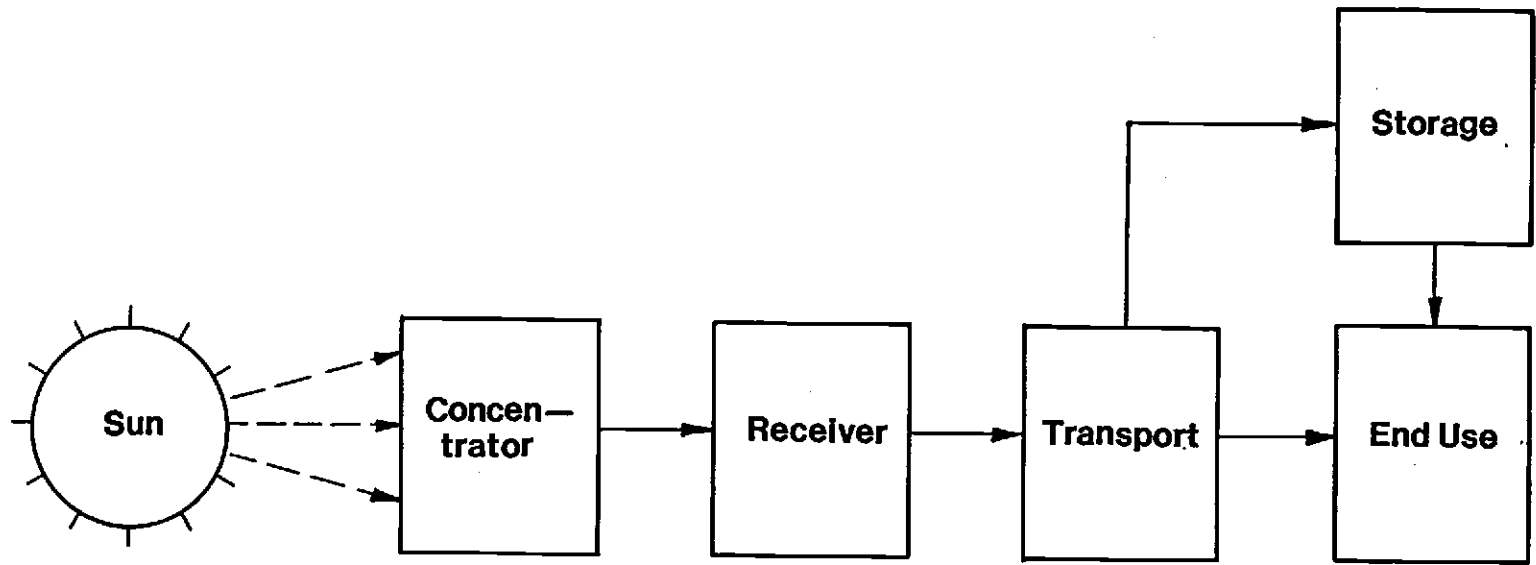 Storage
Sun
Concen—
trator
Receiver
Transport
End Use